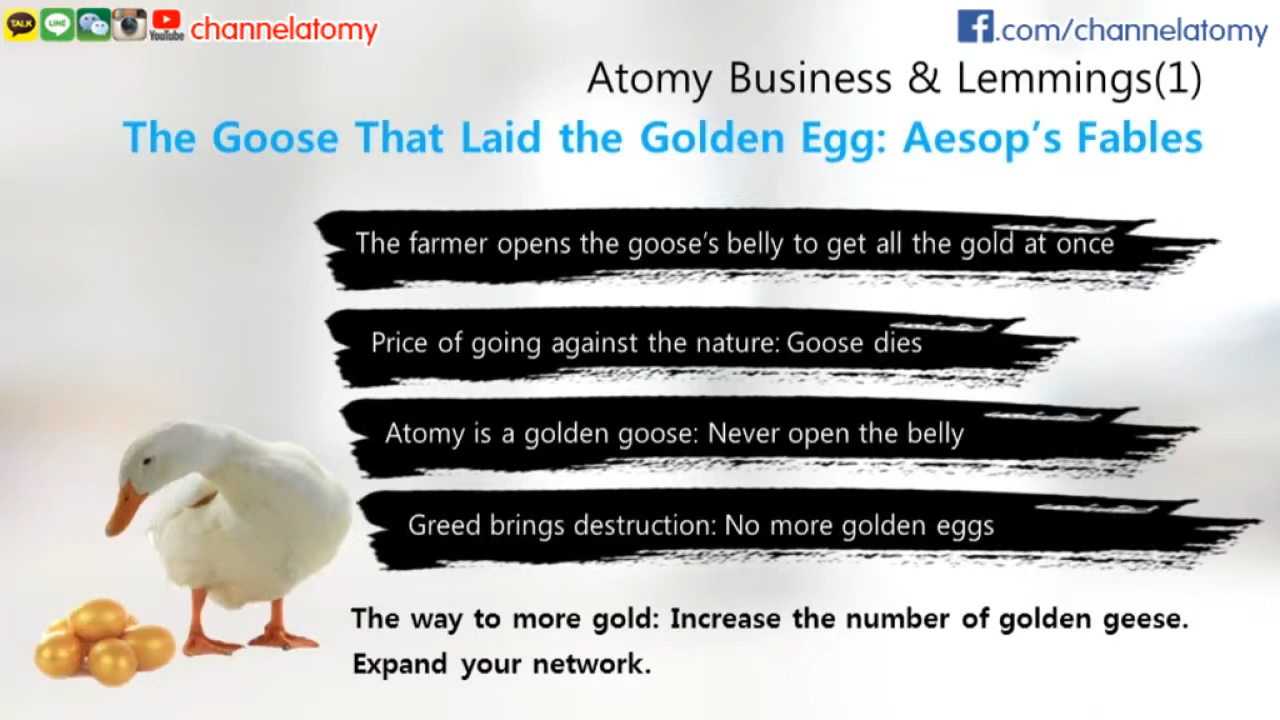 TALK LINE YouTube channelatomy
f.com/channelatomy
Atomy Business & Lemmings(1)
The Goose That Laid the Golden Egg: Aesop's Fables
The farmer opens the goose's belly to get all the gold at once
Price of going against the nature: Goose dies
Atomy is a golden goose: Never open the belly
Greed brings destruction: No more golden eggs
The way to more gold: Increase the number of golden geese.
Expand your network.